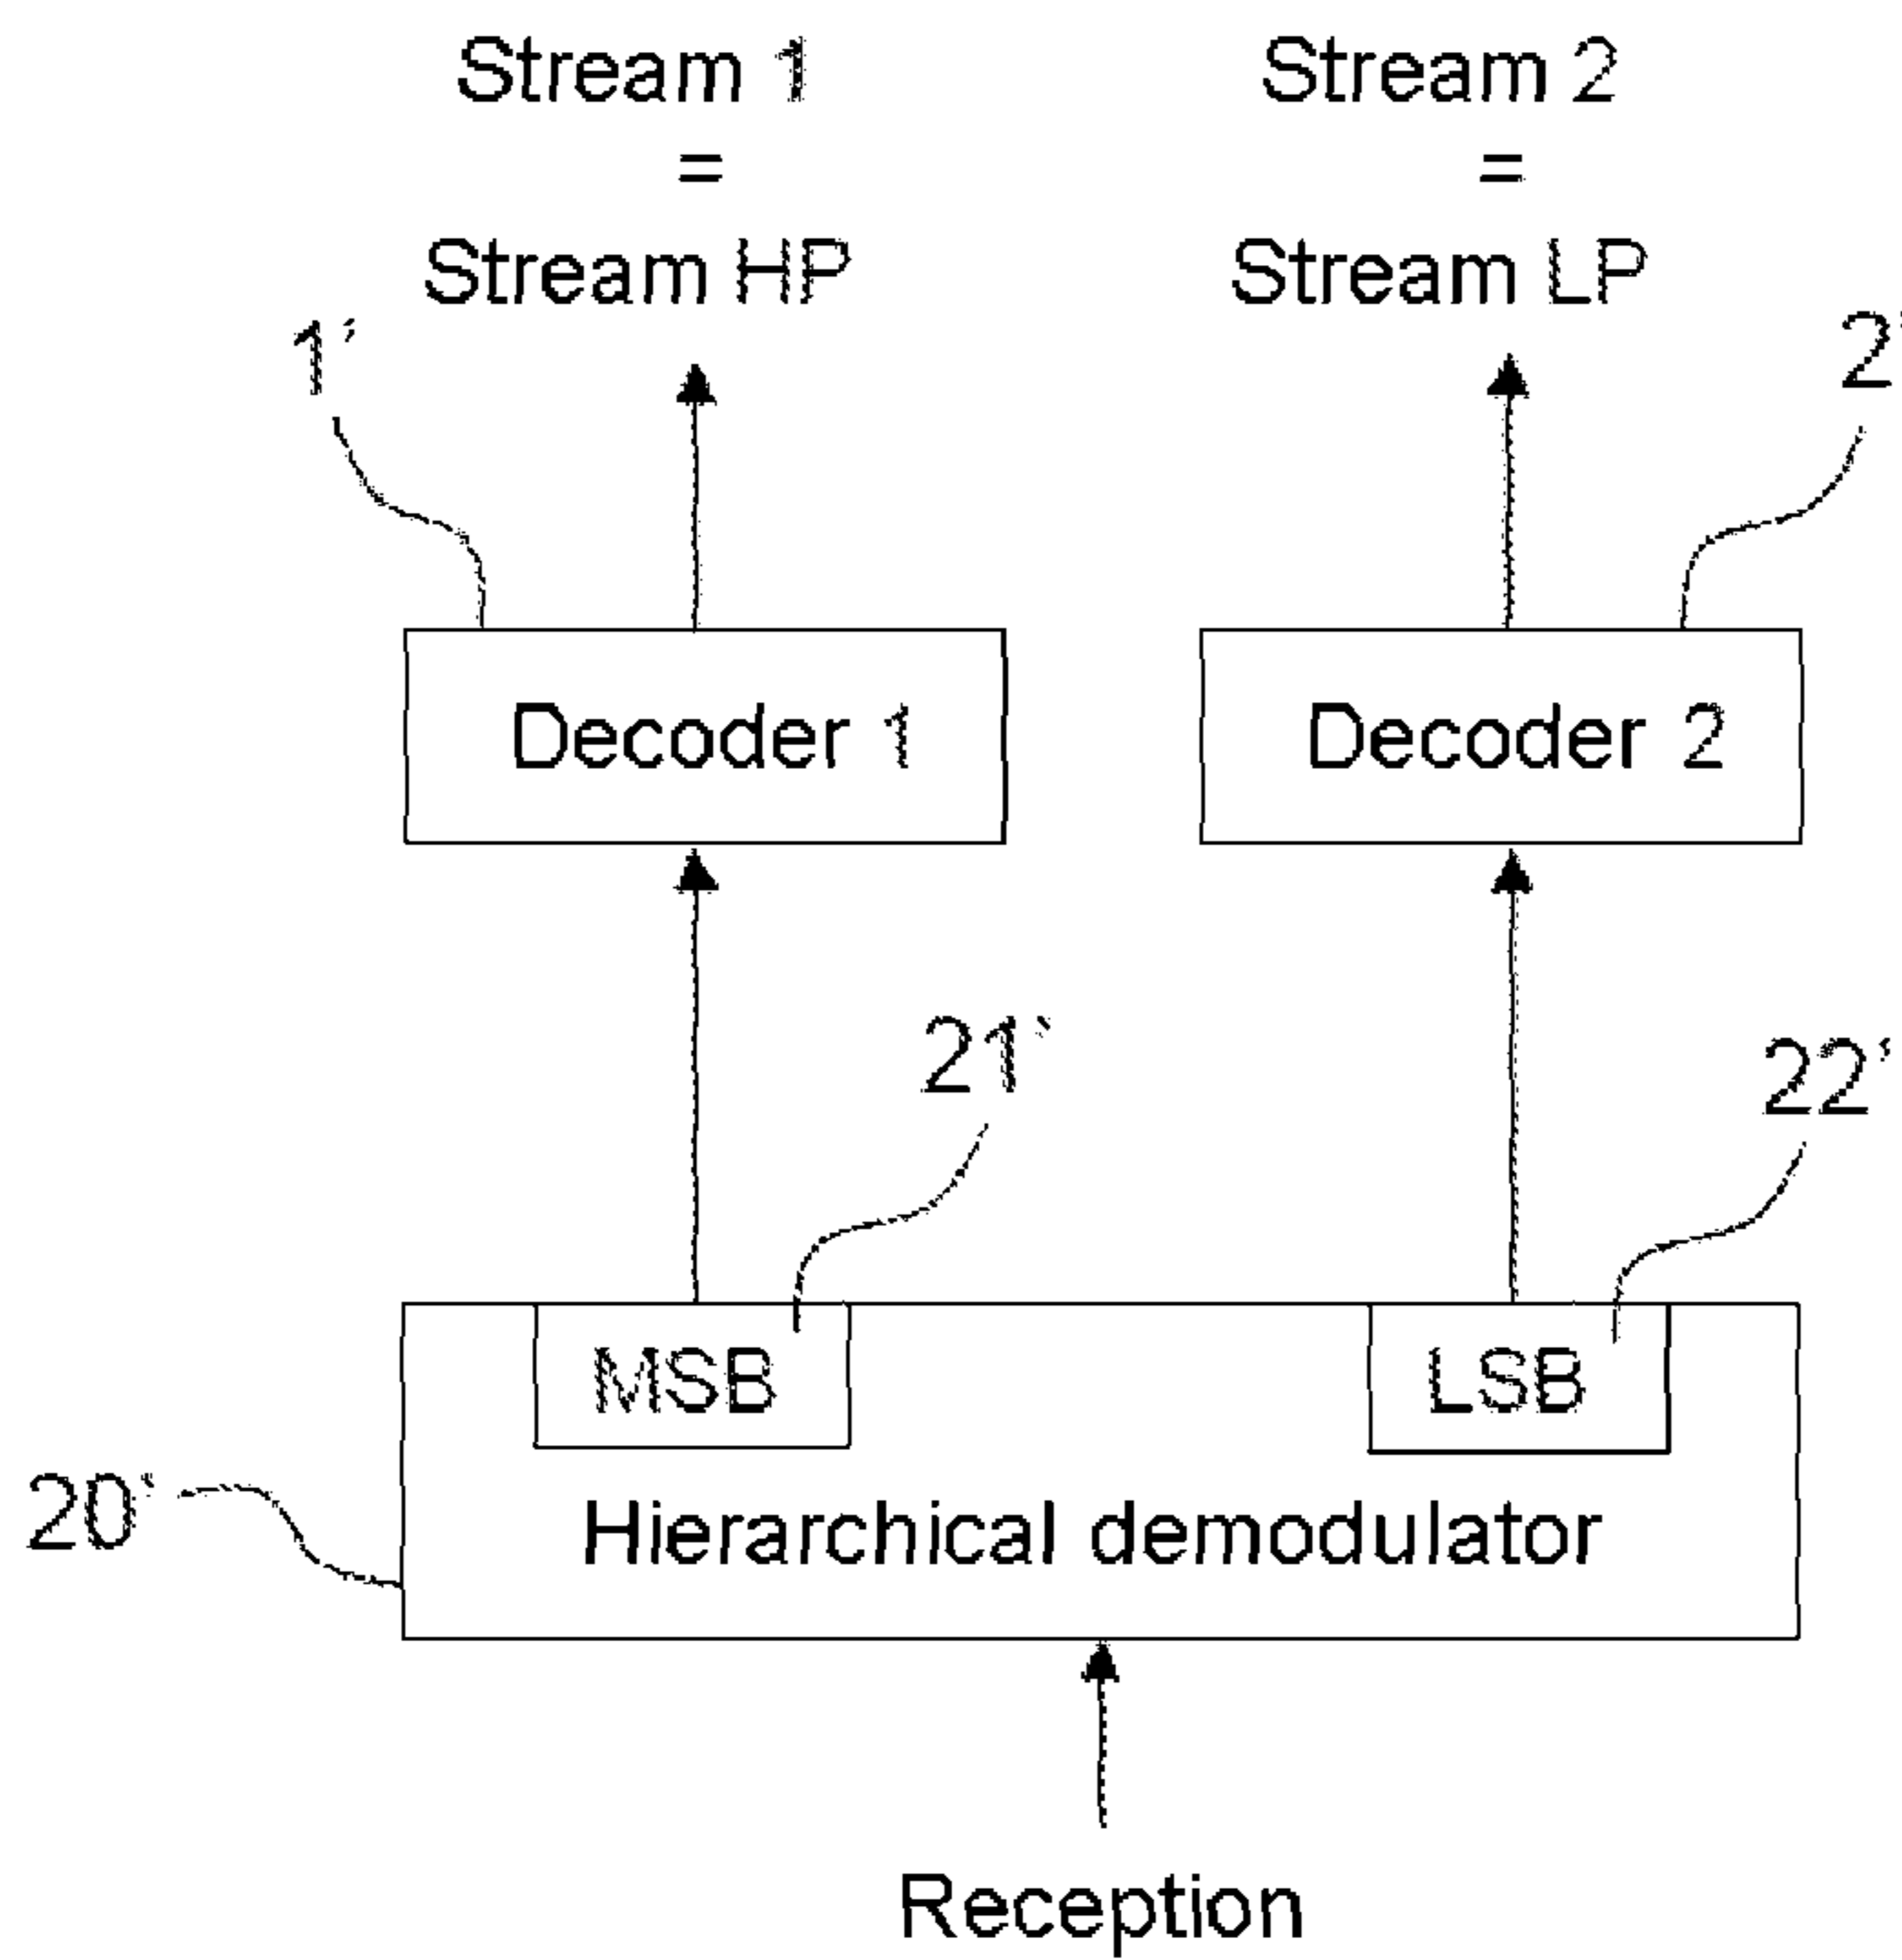 Stream 1
=
Stream HP
Stream 2
=
Stream LP
1'
2'
Decoder 1
Decoder 2
21'
22'
MSB
LSB
20'
Hierarchical demodulator
Reception